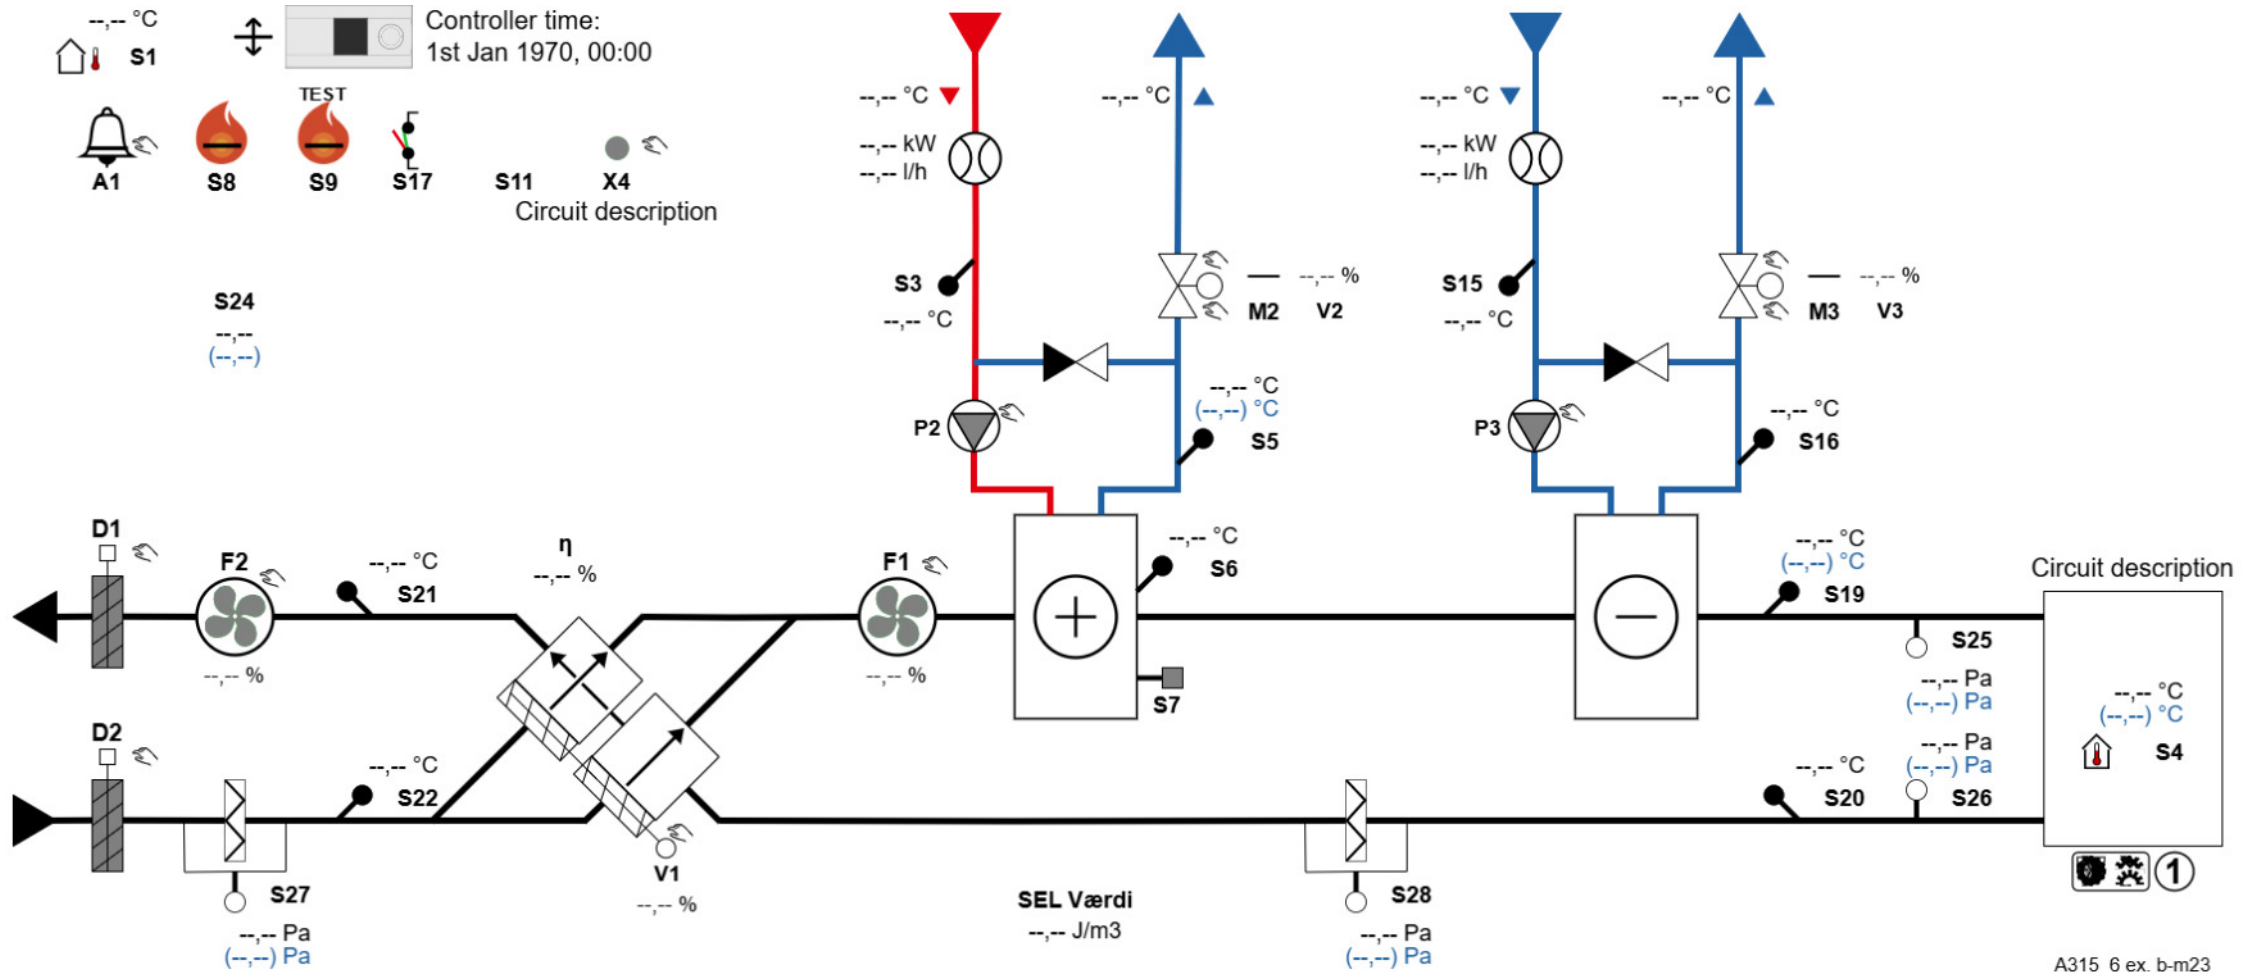 --,-- °C
S1
Controller time:
1st Jan 1970, 00:00
TEST
A1
S8
S9
S17
S11
X4
Circuit description
S24
--,--
(--,--)
--,-- °C
--,-- kW
--,-- l/h
--,-- °C
S3
--,-- °C
--,-- %
M2
V2
P2
--,-- °C
(--,--) °C
S5
--,-- °C
--,-- kW
--,-- l/h
--,-- °C
S15
--,-- °C
--,-- %
M3
V3
P3
--,-- °C
S16
D1
F2
--,-- %
--,-- °C
S21
η
--,-- %
F1
--,-- %
--,-- °C
S6
S7
--,-- °C
(--,--) °C
S19
S25
--,-- Pa
(--,--) Pa
Circuit description
--,-- °C
(--,--) °C
S4
D2
--,-- °C
S22
S27
--,-- Pa
(--,--) Pa
V1
--,-- %
SEL Værdi
--,-- J/m3
S28
--,-- Pa
(--,--) Pa
--,-- °C
S20
--,-- Pa
(--,--) Pa
S26
1
A315_6 ex. b-m23